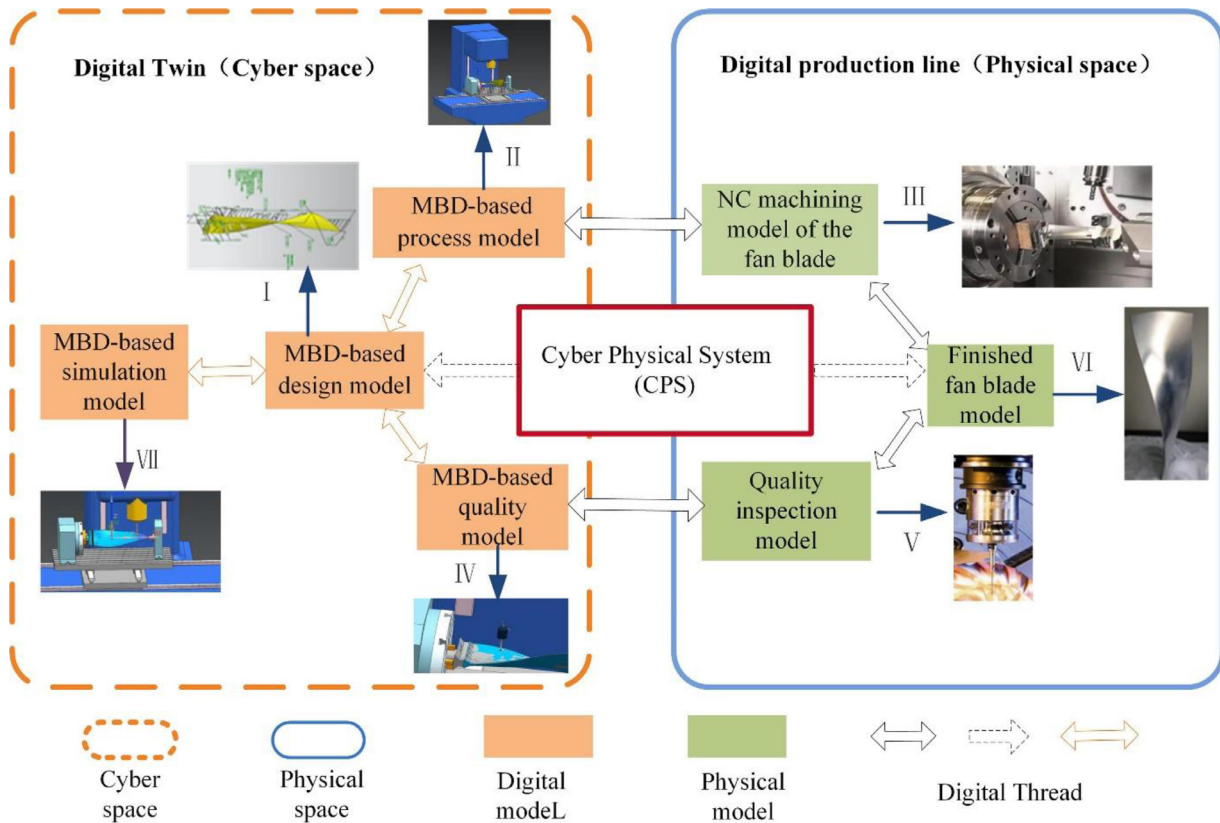 Digital Twin（Cyber space）
Digital production line（Physical space）
II
MBD-based
process model
NC machining
model of the
fan blade
III
I
MBD-based
simulation
model
MBD-based
design model
Cyber Physical System
(CPS)
Finished
fan blade
model
VI
VII
MBD-based
quality
model
Quality
inspection
model
V
IV
Cyber
space
Physical
space
Digital
modeL
Physical
model
Digital Thread